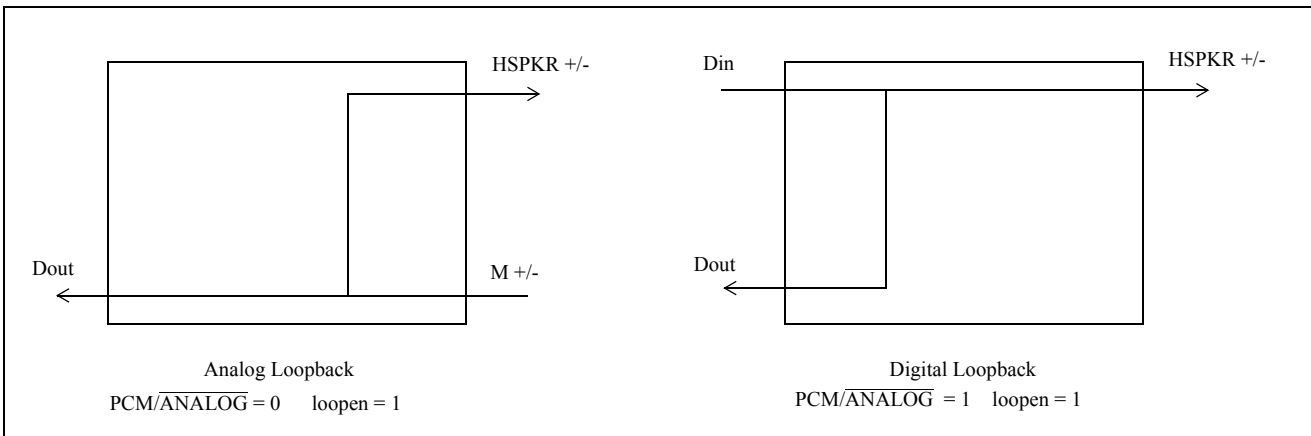 HSPKR +/-
Dout
M +/-
Analog Loopback
PCM/ANALOG = 0 loopen = 1
Din
HSPKR +/-
Dout
Digital Loopback
PCM/ANALOG = 1 loopen = 1